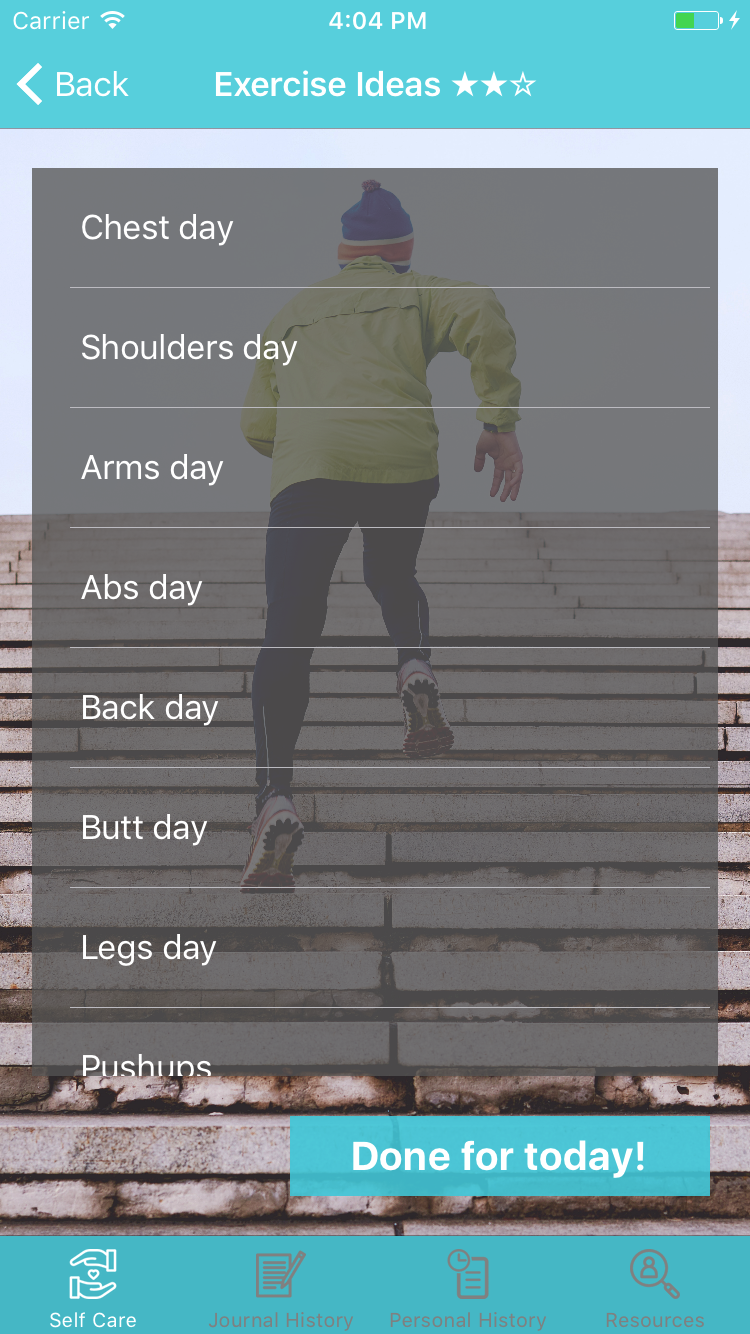 Carrier 4:04 PM
Back Exercise Ideas ★★☆
Chest day
Shoulders day
Arms day
Abs day
Back day
Butt day
Legs day
Pushups
Done for today!
Self Care Journal History Personal History Resources